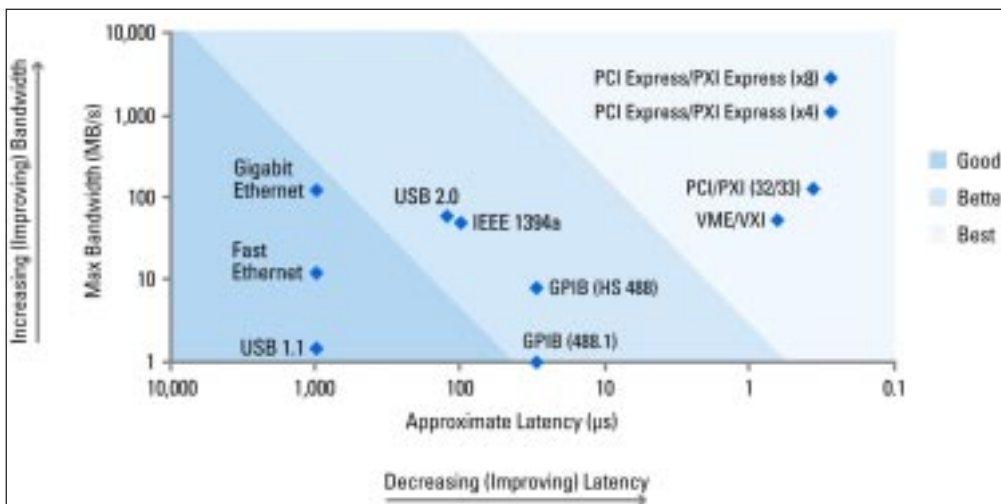 Increasing (Improving) Bandwidth
Max Bandwidth (MB/s)
10,000
1,000
100
10
1
PCI Express/PXI Express (x8)
PCI Express/PXI Express (x4)
Gigabit
Ethernet
USB 2.0
IEEE 1394a
PCI/PXI (32/33)
VME/VXI
Fast
Ethernet
GPIB (HS 488)
USB 1.1
GPIB (488.1)
Good
Bette
Best
10,000
1,000
100
10
1
0.1
Approximate Latency (µs)
Decreasing (Improving) Latency